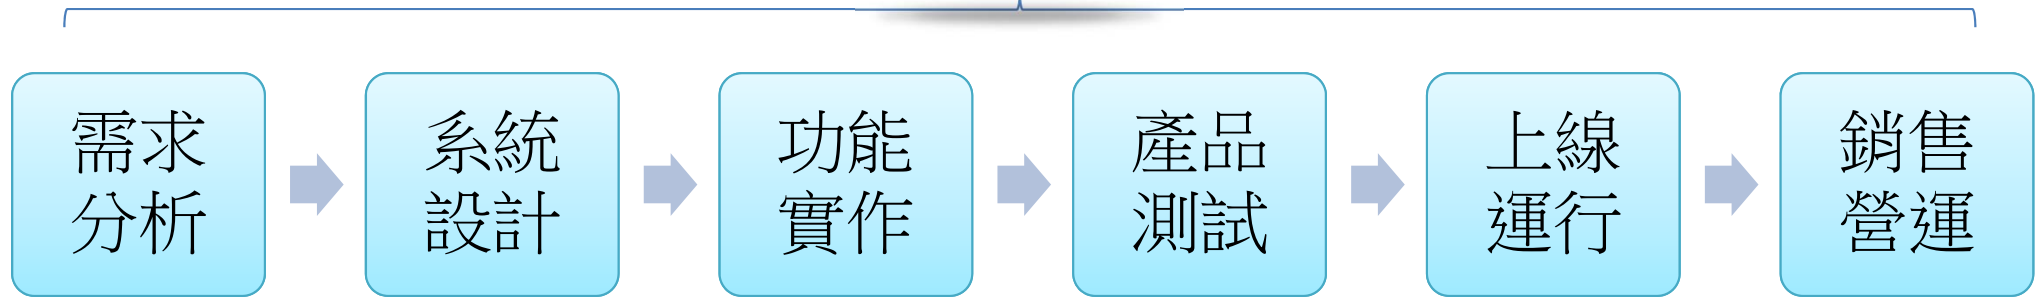 需求
分析
系統
設計
功能
實作
產品
測試
上線
運行
銷售
營運